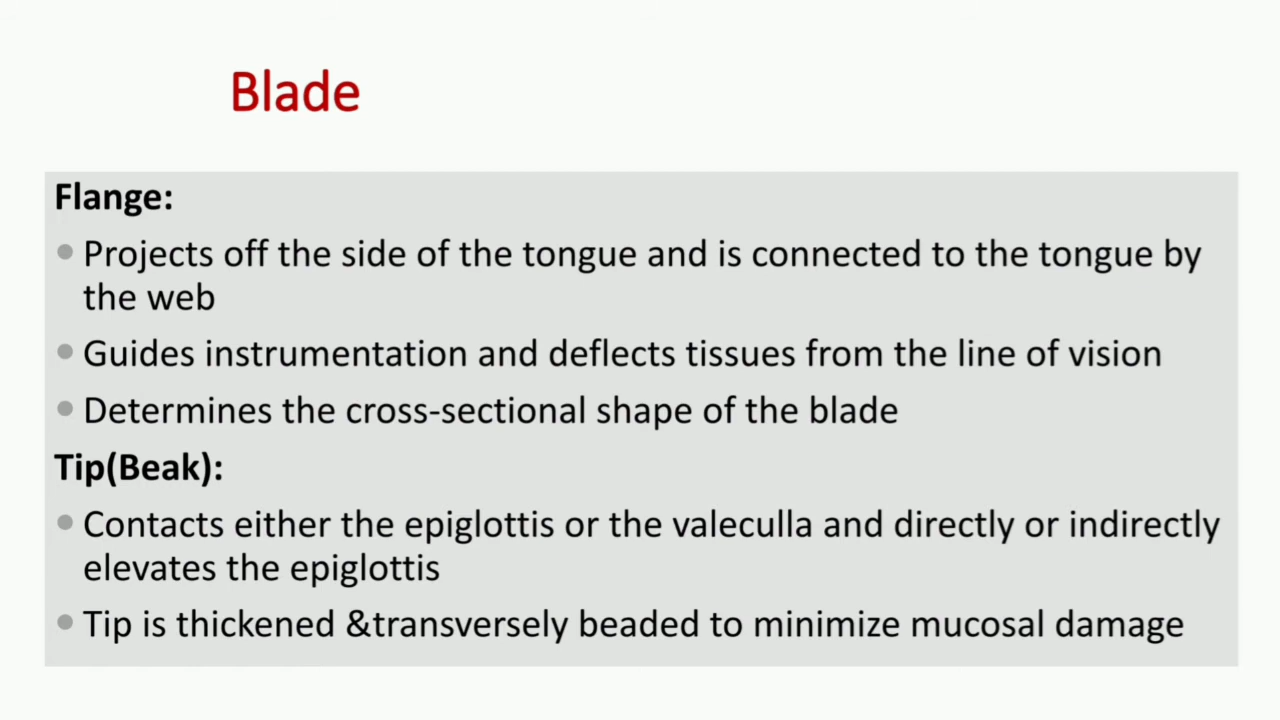 Blade
Flange:
Projects off the side of the tongue and is connected to the tongue by
the web
Guides instrumentation and deflects tissues from the line of vision
Determines the cross-sectional shape of the blade
Tip(Beak):
Contacts either the epiglottis or the valeculla and directly or indirectly
elevates the epiglottis
Tip is thickened &transversely beaded to minimize mucosal damage